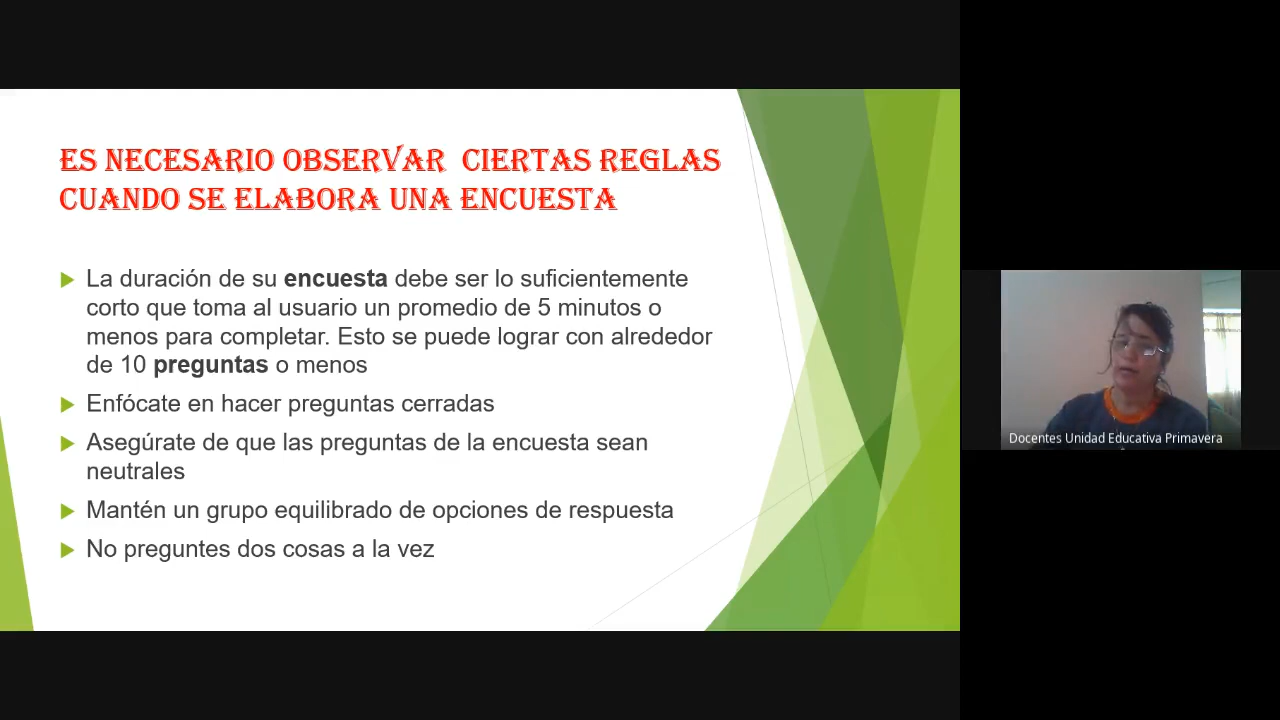 ES NECESARIO OBSERVAR CIERTAS REGLAS
CUANDO SE ELABORA UNA ENCUESTA
La duración de su encuesta debe ser lo suficientemente
corto que toma al usuario un promedio de 5 minutos o
menos para completar. Esto se puede lograr con alrededor
de 10 preguntas o menos
Enfócate en hacer preguntas cerradas
Asegúrate de que las preguntas de la encuesta sean
neutrales
Mantén un grupo equilibrado de opciones de respuesta
No preguntes dos cosas a la vez
Docentes Unidad Educativa Primavera